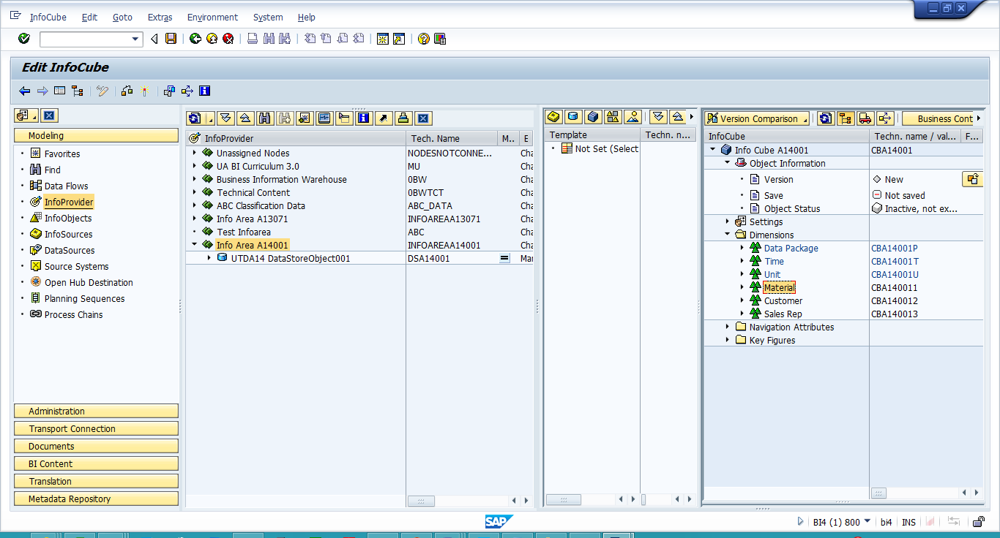 InfoCube Edit Goto Extras Environment System Help
Edit InfoCube
Modeling
Favorites
Find
Data Flows
InfoProvider
InfoObjects
InfoSources
DataSources
Source Systems
Open Hub Destination
Planning Sequences
Process Chains
Administration
Transport Connection
Documents
BI Content
Translation
Metadata Repository
InfoProvider Tech. Name M.. E
Unassigned Nodes NODESNOTCONNE... Cha
UA BI Curriculum 3.0 MU Cha
Business Information Warehouse 0BW Cha
Technical Content 0BWTCT Cha
ABC Classification Data ABC_DATA Cha
Info Area A13071 INFOAREAA13071 Cha
Test Infoarea ABC Cha
Info Area A14001 INFOAREAA14001 Cha
UTDA14 DataStoreObject001 DSA14001 = Mar
Template Techn. n...
Not Set (Select
Version Comparison Business Cont
InfoCube Techn. name / val... F...
Info Cube A14001 CBA14001
Object Information
Version New
Save Not saved
Object Status Inactive, not ex...
Settings
Dimensions
Data Package CBA14001P
Time CBA14001T
Unit CBA14001U
Material CBA140011
Customer CBA140012
Sales Rep CBA140013
Navigation Attributes
Key Figures
SAP
BI4 (1) 800 bi4 INS